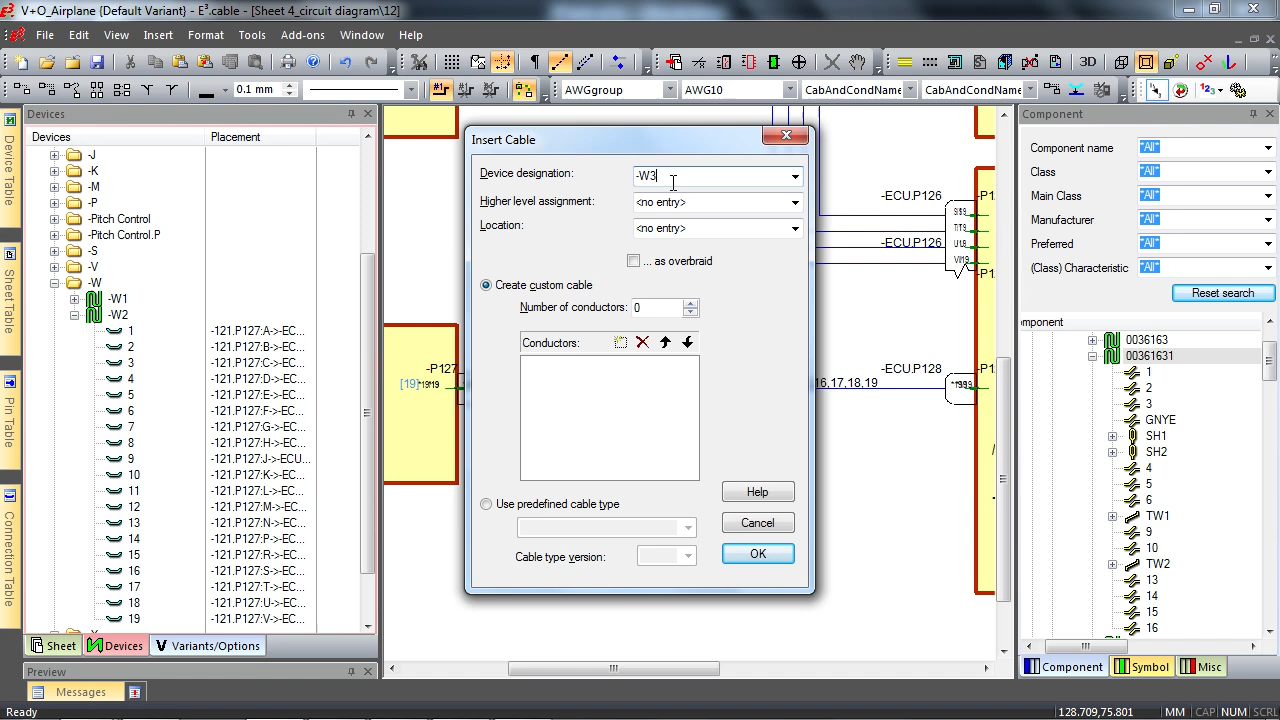 V+O_Airplane {Default Variant} - E³.cable - [Sheet 4_circuit diagram\12]
File Edit View Insert Format Tools Add-ons Window Help
3D
0.1 mm AWGgroup AWG10 CabAndCondName CabAndCondName
Devices
Devices Placement
-J
-K
-M
-P
-Pitch Control
-Pitch Control.P
-S
-V
-W
-W1
-W2
1 -121.P127:A->EC...
2 -121.P127:B->EC...
3 -121.P127:C->EC...
4 -121.P127:D->EC...
5 -121.P127:E->EC...
6 -121.P127:F->EC...
7 -121.P127:G->EC...
8 -121.P127:H->EC...
9 -121.P127:J->ECU...
10 -121.P127:K->EC...
11 -121.P127:L->EC...
12 -121.P127:M->EC...
13 -121.P127:N->EC...
14 -121.P127:P->EC...
15 -121.P127:R->EC...
16 -121.P127:S->EC...
17 -121.P127:T->EC...
18 -121.P127:U->EC...
19 -121.P127:V->EC...
Sheet Devices Variants/Options
Preview
Messages
Device Table
Sheet Table
Pin Table
Connection Table
Insert Cable
Device designation: -W3
Higher level assignment: <no entry>
Location: <no entry>
... as overbraid
Create custom cable
Number of conductors: 0
Conductors:
Use predefined cable type
Cable type version:
Help
Cancel
OK
-P127
[19]
-ECU.P126
-ECU.P126
-ECU.P128
16,17,18,19
Component
Component name *All*
Class *All*
Main Class *All*
Manufacturer *All*
Preferred *All*
(Class) Characteristic *All*
Reset search
mponent
0036163
00361631
1
2
3
GNYE
SH1
SH2
4
5
6
TW1
9
10
TW2
13
14
15
16
Component Symbol Misc
Ready 128.709,75.801 MM CAP NUM SCRL